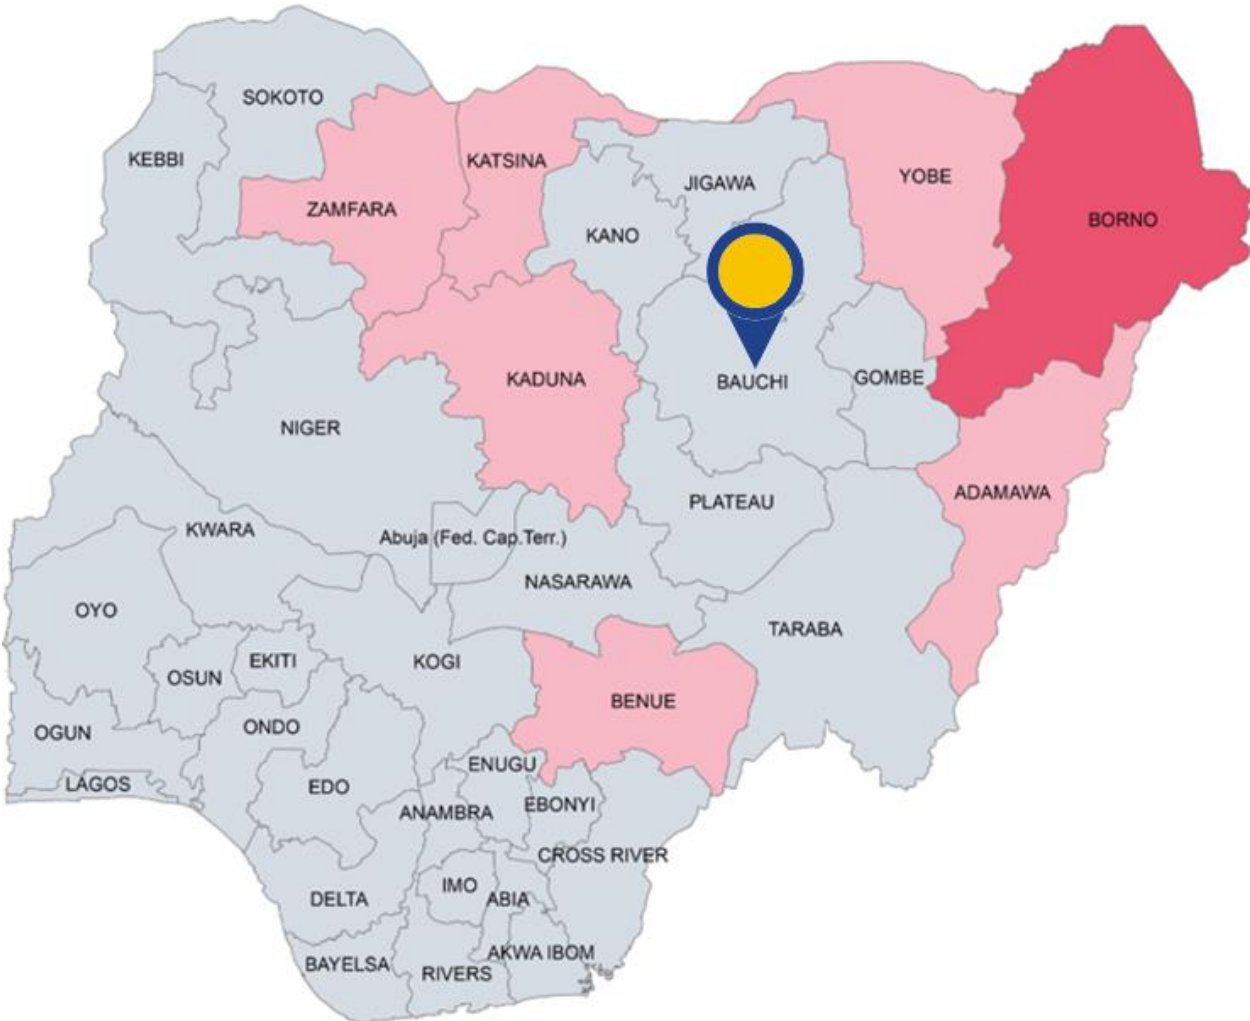 SOKOTO
KEBBI
KATSINA
YOBE
JIGAWA
ZAMFARA
BORNO
KANO
KADUNA
BAUCHI
GOMBE
NIGER
ADAMAWA
PLATEAU
KWARA
Abuja (Fed. Cap.Terr.)
NASARAWA
OYO
TARABA
EKITI
KOGI
OSUN
BENUE
ONDO
OGUN
ENUGU
LAGOS
EDO
EBONYI
ANAMBRA
CROSS RIVER
IMO
DELTA
ABIA
AKWA IBOM
BAYELSA
RIVERS